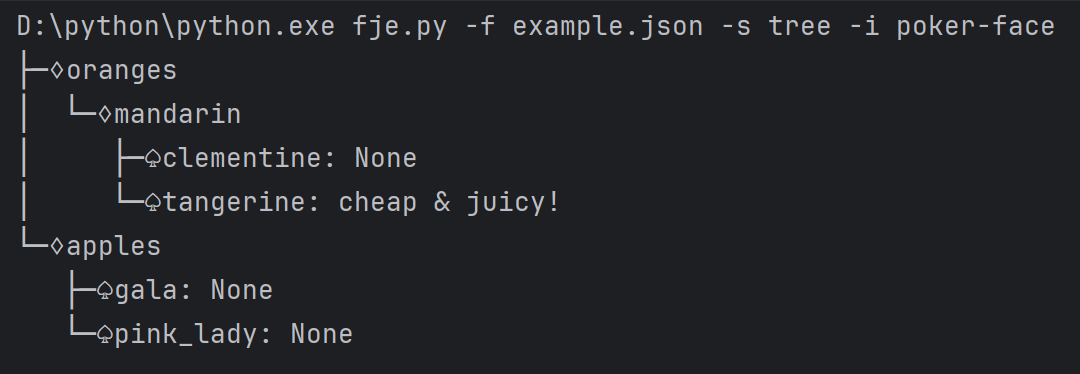 D:\python\python.exe fje.py -f example.json -s tree -i poker-face
├─◊oranges
│  └─◊mandarin
│     ├─♤clementine: None
│     └─♤tangerine: cheap & juicy!
└─◊apples
   ├─♤gala: None
   └─♤pink_lady: None